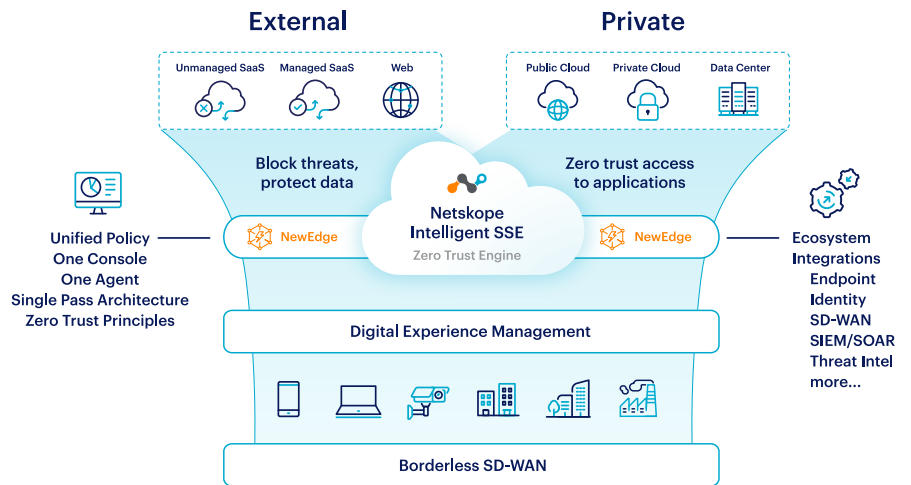 External
Private
Unmanaged SaaS
Managed SaaS
Web
Public Cloud
Private Cloud
Data Center
Block threats,
protect data
Zero trust access
to applications
Netskope
Intelligent SSE
Zero Trust Engine
NewEdge
NewEdge
Unified Policy
One Console
One Agent
Single Pass Architecture
Zero Trust Principles
Ecosystem
Integrations
Endpoint
Identity
SD-WAN
SIEM/SOAR
Threat Intel
more...
Digital Experience Management
Borderless SD-WAN